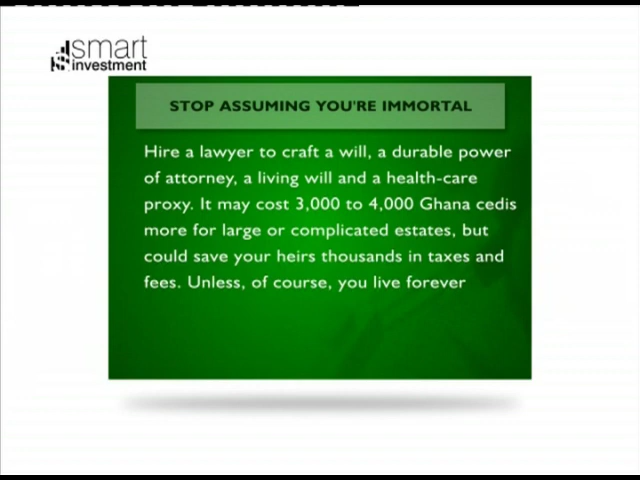 smart
investment
STOP ASSUMING YOU'RE IMMORTAL
Hire a lawyer to craft a will, a durable power
of attorney, a living will and a health-care
proxy. It may cost 3,000 to 4,000 Ghana cedis
more for large or complicated estates, but
could save your heirs thousands in taxes and
fees. Unless, of course, you live forever